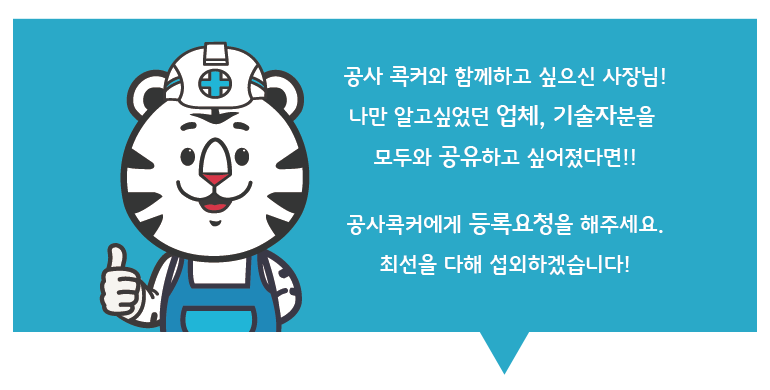 공사 콕커와 함께하고 싶으신 사장님!
나만 알고싶었던 업체, 기술자분을
모두와 공유하고 싶어졌다면!!
공사콕커에게 등록요청을 해주세요.
최선을 다해 섭외하겠습니다!